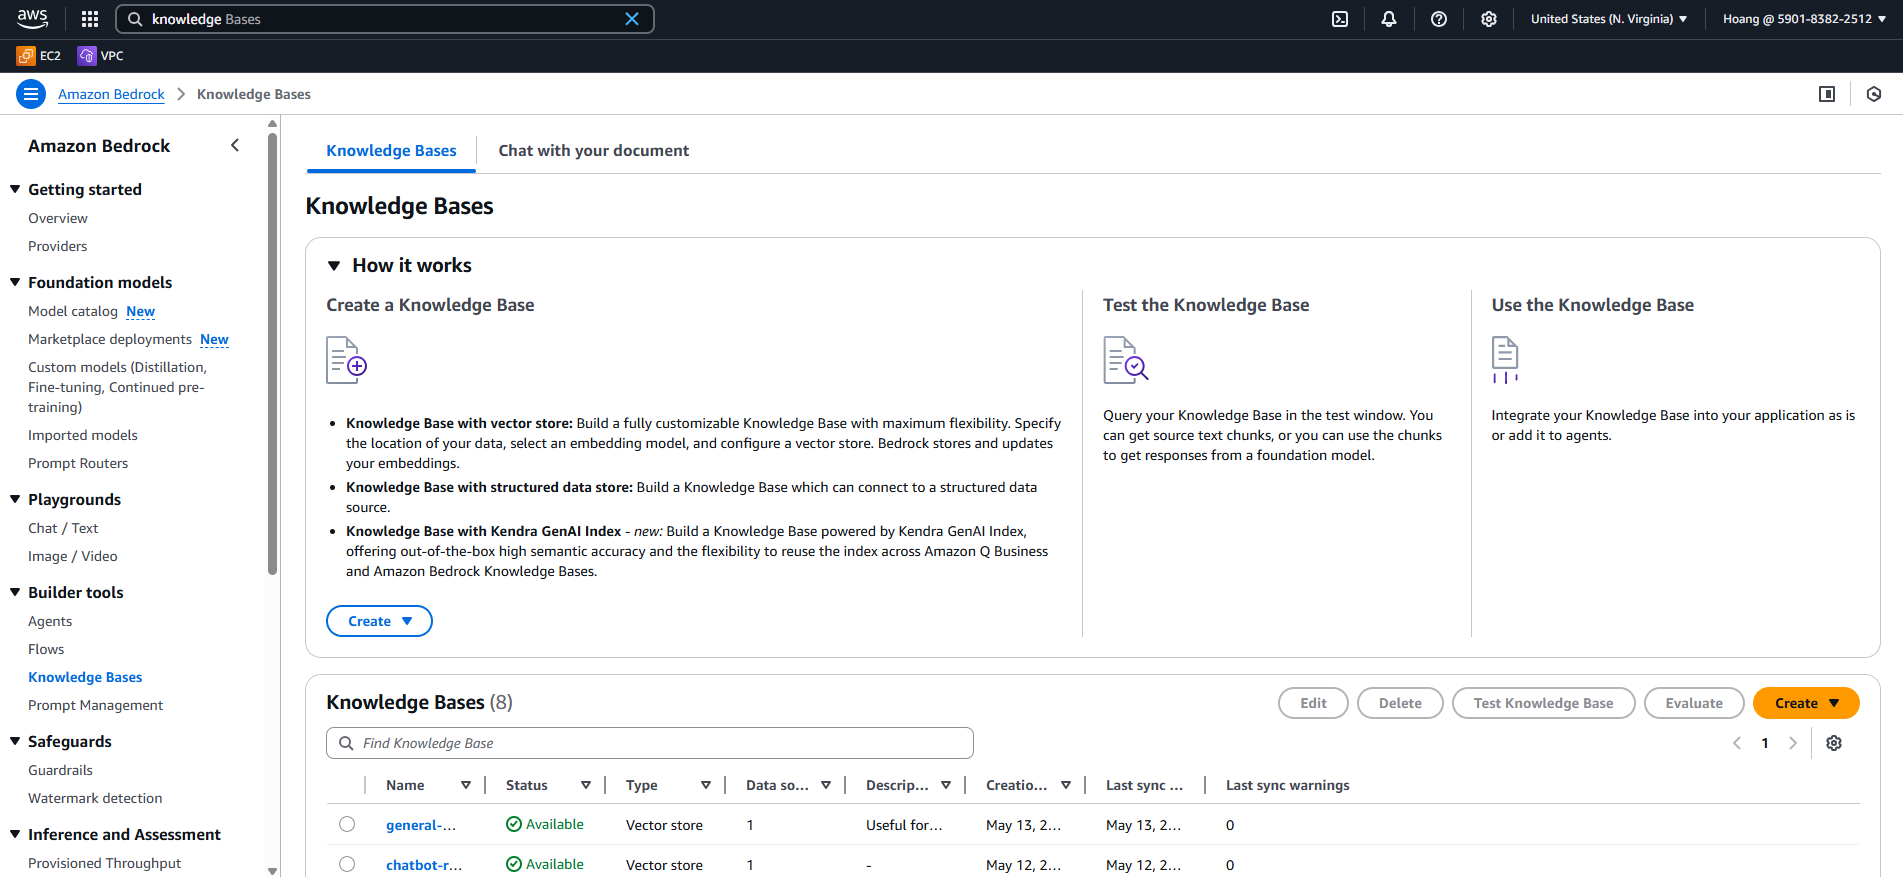 aws
knowledge Bases
United States (N. Virginia)
Hoang @ 5901-8382-2512
EC2
VPC
Amazon Bedrock
Knowledge Bases
Amazon Bedrock
Getting started
Overview
Providers
Foundation models
Model catalog New
Marketplace deployments New
Custom models (Distillation,
Fine-tuning, Continued pre-
training)
Imported models
Prompt Routers
Playgrounds
Chat / Text
Image / Video
Builder tools
Agents
Flows
Knowledge Bases
Prompt Management
Safeguards
Guardrails
Watermark detection
Inference and Assessment
Provisioned Throughput
Knowledge Bases
Chat with your document
Knowledge Bases
How it works
Create a Knowledge Base
Knowledge Base with vector store: Build a fully customizable Knowledge Base with maximum flexibility. Specify
the location of your data, select an embedding model, and configure a vector store. Bedrock stores and updates
your embeddings.
Knowledge Base with structured data store: Build a Knowledge Base which can connect to a structured data
source.
Knowledge Base with Kendra GenAI Index - new: Build a Knowledge Base powered by Kendra GenAI Index,
offering out-of-the-box high semantic accuracy and the flexibility to reuse the index across Amazon Q Business
and Amazon Bedrock Knowledge Bases.
Create
Test the Knowledge Base
Query your Knowledge Base in the test window. You
can get source text chunks, or you can use the chunks
to get responses from a foundation model.
Use the Knowledge Base
Integrate your Knowledge Base into your application as is
or add it to agents.
Knowledge Bases (8)
Edit
Delete
Test Knowledge Base
Evaluate
Create
Find Knowledge Base
1
Name Status Type Data so... Descrip... Creatio... Last sync ... Last sync warnings
general-... Available Vector store 1 Useful for... May 13, 2... May 13, 2... 0
chatbot-r... Available Vector store 1 - May 12, 2... May 12, 2... 0